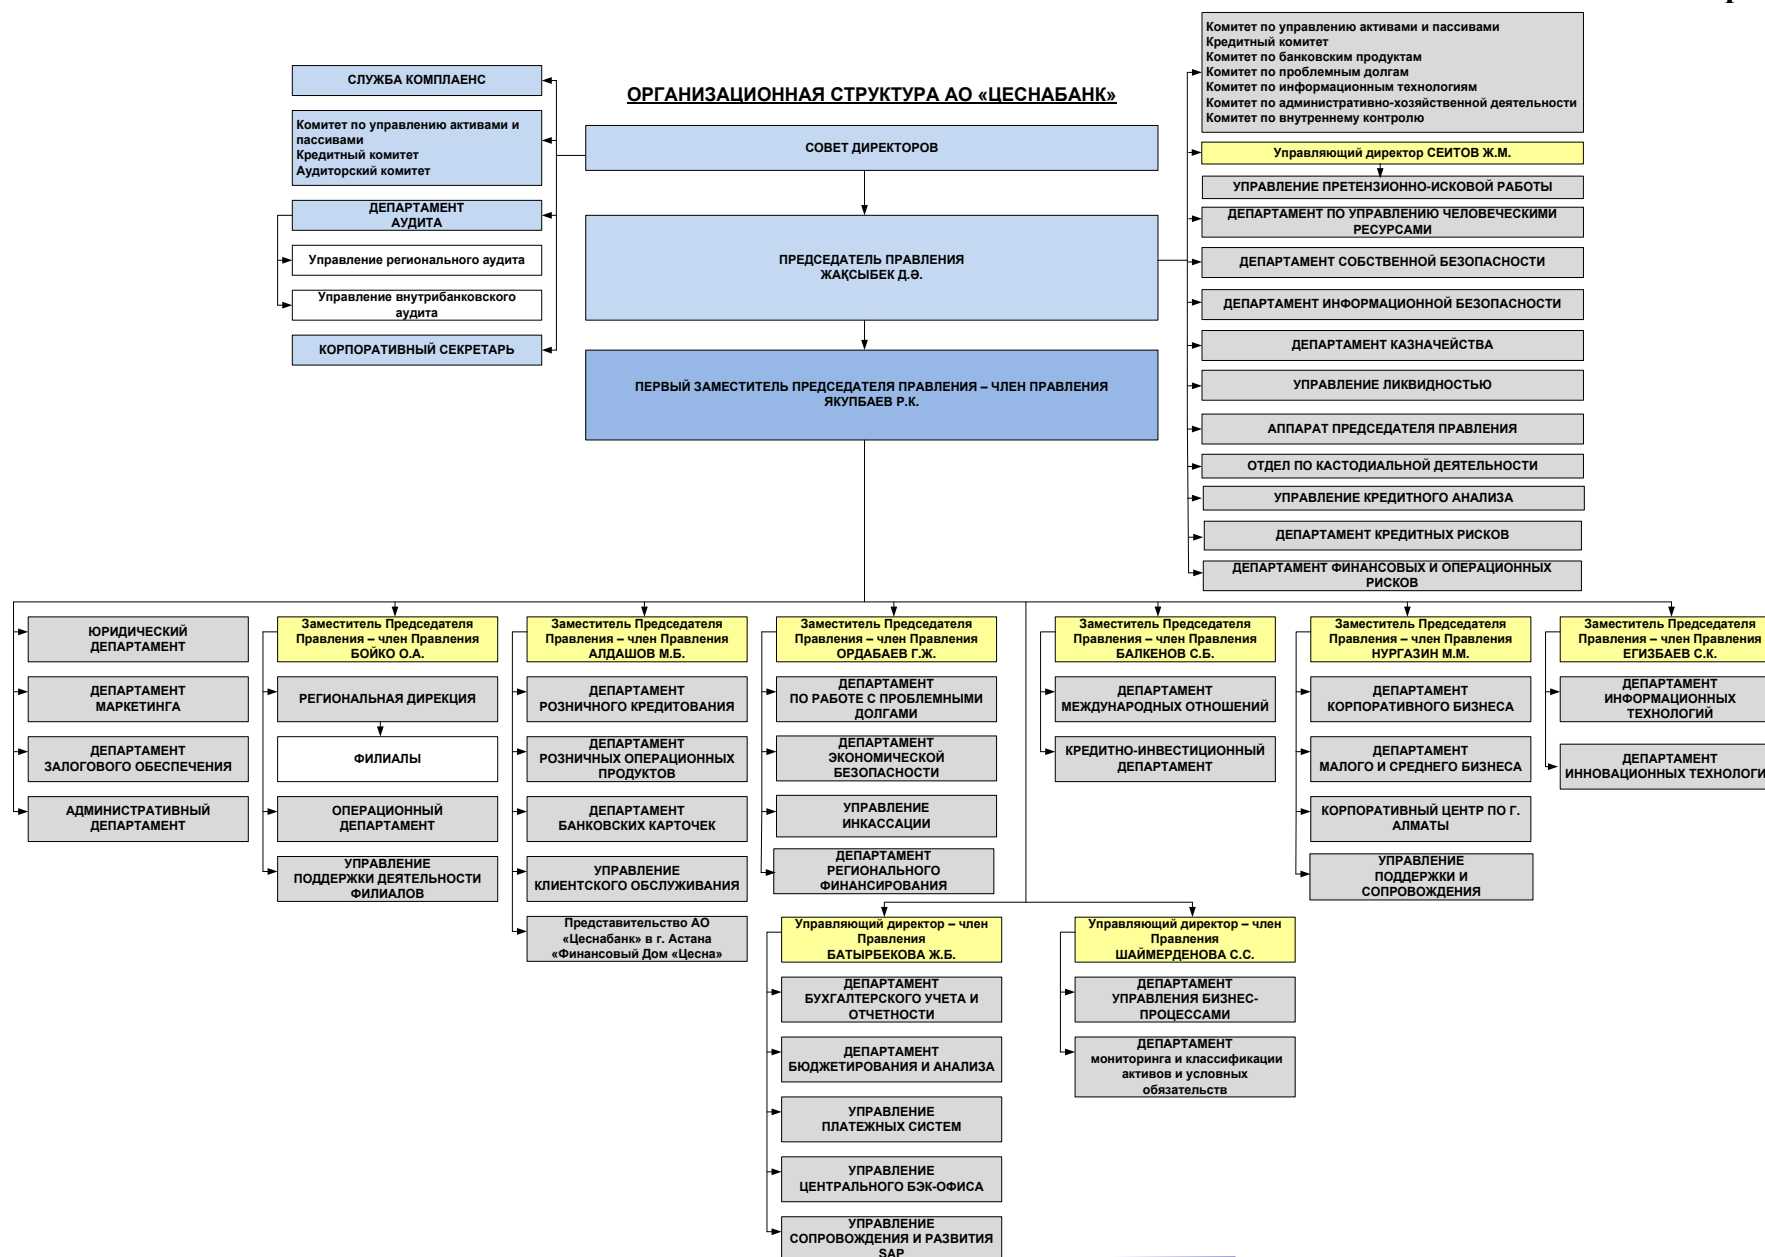 р
ОРГАНИЗАЦИОННАЯ СТРУКТУРА АО «ЦЕСНАБАНК»
СЛУЖБА КОМПЛАЕНС
Комитет по управлению активами и
пассивами
Кредитный комитет
Аудиторский комитет
ДЕПАРТАМЕНТ
АУДИТА
Управление регионального аудита
Управление внутрибанковского
аудита
КОРПОРАТИВНЫЙ СЕКРЕТАРЬ
СОВЕТ ДИРЕКТОРОВ
ПРЕДСЕДАТЕЛЬ ПРАВЛЕНИЯ
ЖАҚСЫБЕК Д.Ә.
ПЕРВЫЙ ЗАМЕСТИТЕЛЬ ПРЕДСЕДАТЕЛЯ ПРАВЛЕНИЯ – ЧЛЕН ПРАВЛЕНИЯ
ЯКУПБАЕВ Р.К.
Комитет по управлению активами и пассивами
Кредитный комитет
Комитет по банковским продуктам
Комитет по проблемным долгам
Комитет по информационным технологиям
Комитет по административно-хозяйственной деятельности
Комитет по внутреннему контролю
Управляющий директор СЕИТОВ Ж.М.
УПРАВЛЕНИЕ ПРЕТЕНЗИОННО-ИСКОВОЙ РАБОТЫ
ДЕПАРТАМЕНТ ПО УПРАВЛЕНИЮ ЧЕЛОВЕЧЕСКИМИ
РЕСУРСАМИ
ДЕПАРТАМЕНТ СОБСТВЕННОЙ БЕЗОПАСНОСТИ
ДЕПАРТАМЕНТ ИНФОРМАЦИОННОЙ БЕЗОПАСНОСТИ
ДЕПАРТАМЕНТ КАЗНАЧЕЙСТВА
УПРАВЛЕНИЕ ЛИКВИДНОСТЬЮ
АППАРАТ ПРЕДСЕДАТЕЛЯ ПРАВЛЕНИЯ
ОТДЕЛ ПО КАСТОДИАЛЬНОЙ ДЕЯТЕЛЬНОСТИ
УПРАВЛЕНИЕ КРЕДИТНОГО АНАЛИЗА
ДЕПАРТАМЕНТ КРЕДИТНЫХ РИСКОВ
ДЕПАРТАМЕНТ ФИНАНСОВЫХ И ОПЕРАЦИОННЫХ
РИСКОВ
ЮРИДИЧЕСКИЙ
ДЕПАРТАМЕНТ
ДЕПАРТАМЕНТ
МАРКЕТИНГА
ДЕПАРТАМЕНТ
ЗАЛОГОВОГО ОБЕСПЕЧЕНИЯ
АДМИНИСТРАТИВНЫЙ
ДЕПАРТАМЕНТ
Заместитель Председателя
Правления – член Правления
БОЙКО О.А.
РЕГИОНАЛЬНАЯ ДИРЕКЦИЯ
ФИЛИАЛЫ
ОПЕРАЦИОННЫЙ
ДЕПАРТАМЕНТ
УПРАВЛЕНИЕ
ПОДДЕРЖКИ ДЕЯТЕЛЬНОСТИ
ФИЛИАЛОВ
Заместитель Председателя
Правления – член Правления
АЛДАШОВ М.Б.
ДЕПАРТАМЕНТ
РОЗНИЧНОГО КРЕДИТОВАНИЯ
ДЕПАРТАМЕНТ
РОЗНИЧНЫХ ОПЕРАЦИОННЫХ
ПРОДУКТОВ
ДЕПАРТАМЕНТ
БАНКОВСКИХ КАРТОЧЕК
УПРАВЛЕНИЕ
КЛИЕНТСКОГО ОБСЛУЖИВАНИЯ
Представительство АО
«Цеснабанк» в г. Астана
«Финансовый Дом «Цесна»
Заместитель Председателя
Правления – член Правления
ОРДАБАЕВ Г.Ж.
ДЕПАРТАМЕНТ
ПО РАБОТЕ С ПРОБЛЕМНЫМИ
ДОЛГАМИ
ДЕПАРТАМЕНТ
ЭКОНОМИЧЕСКОЙ
БЕЗОПАСНОСТИ
УПРАВЛЕНИЕ
ИНКАССАЦИИ
ДЕПАРТАМЕНТ
РЕГИОНАЛЬНОГО
ФИНАНСИРОВАНИЯ
Заместитель Председателя
Правления – член Правления
БАЛКЕНОВ С.Б.
ДЕПАРТАМЕНТ
МЕЖДУНАРОДНЫХ ОТНОШЕНИЙ
КРЕДИТНО-ИНВЕСТИЦИОННЫЙ
ДЕПАРТАМЕНТ
Заместитель Председателя
Правления – член Правления
НУРГАЗИН М.М.
ДЕПАРТАМЕНТ
КОРПОРАТИВНОГО БИЗНЕСА
ДЕПАРТАМЕНТ
МАЛОГО И СРЕДНЕГО БИЗНЕСА
КОРПОРАТИВНЫЙ ЦЕНТР ПО Г.
АЛМАТЫ
УПРАВЛЕНИЕ
ПОДДЕРЖКИ И
СОПРОВОЖДЕНИЯ
Заместитель Председателя
Правления – член Правления
ЕГИЗБАЕВ С.К.
ДЕПАРТАМЕНТ
ИНФОРМАЦИОННЫХ
ТЕХНОЛОГИЙ
ДЕПАРТАМЕНТ
ИННОВАЦИОННЫХ ТЕХНОЛОГИ
Управляющий директор – член
Правления
БАТЫРБЕКОВА Ж.Б.
ДЕПАРТАМЕНТ
БУХГАЛТЕРСКОГО УЧЕТА И
ОТЧЕТНОСТИ
ДЕПАРТАМЕНТ
БЮДЖЕТИРОВАНИЯ И АНАЛИЗА
УПРАВЛЕНИЕ
ПЛАТЕЖНЫХ СИСТЕМ
УПРАВЛЕНИЕ
ЦЕНТРАЛЬНОГО БЭК-ОФИСА
УПРАВЛЕНИЕ
СОПРОВОЖДЕНИЯ И РАЗВИТИЯ
SAP
Управляющий директор – член
Правления
ШАЙМЕРДЕНОВА С.С.
ДЕПАРТАМЕНТ
УПРАВЛЕНИЯ БИЗНЕС-
ПРОЦЕССАМИ
ДЕПАРТАМЕНТ
мониторинга и классификации
активов и условных
обязательств